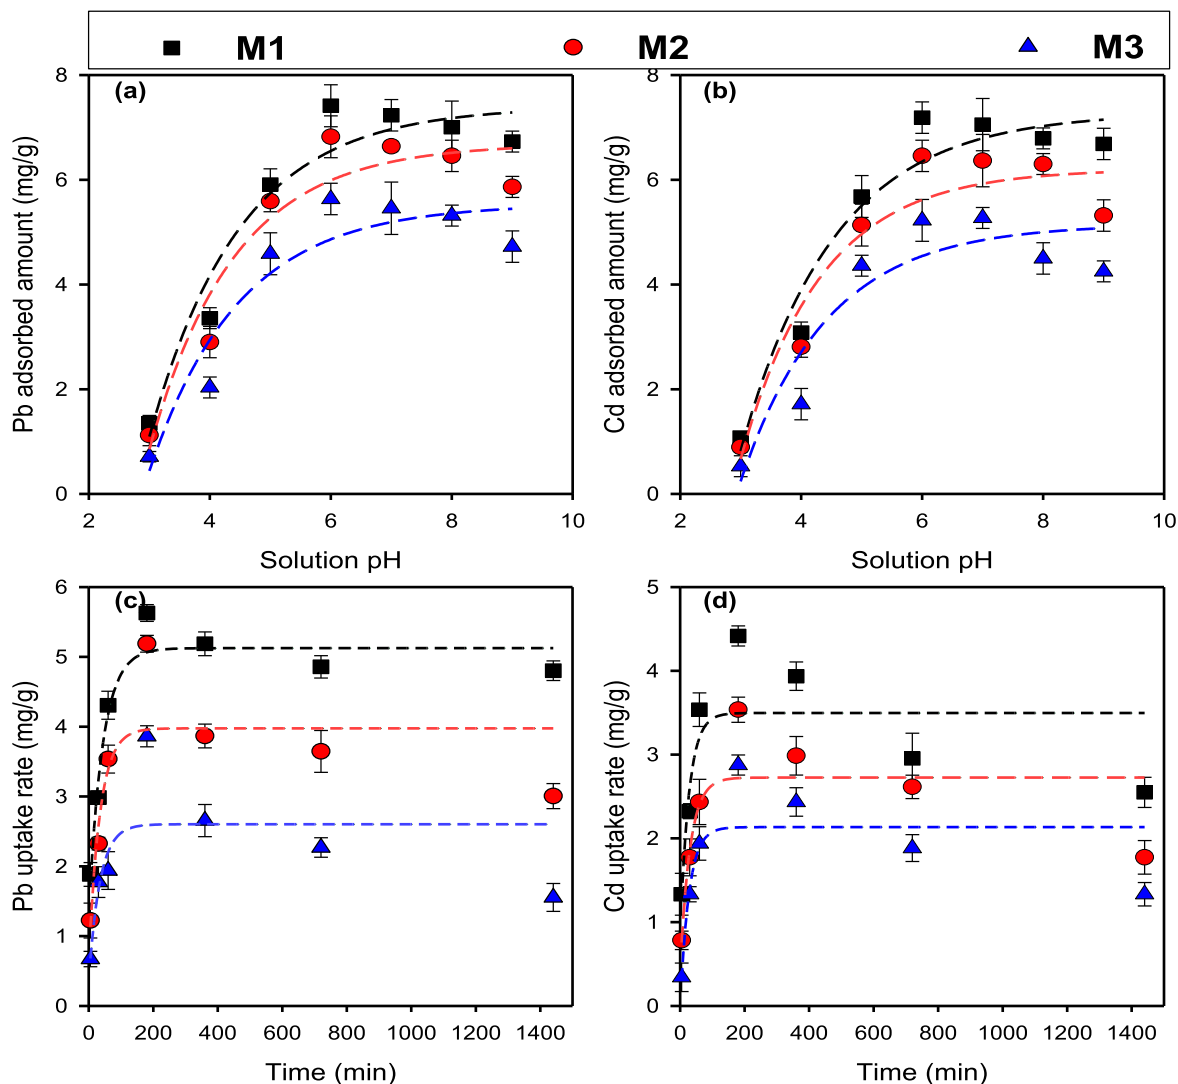 M1 M2 M3
(a)
Pb adsorbed amount (mg/g)
8
6
4
2
0
2 4 6 8 10
Solution pH
(b)
Cd adsorbed amount (mg/g)
8
6
4
2
0
2 4 6 8 10
Solution pH
(c)
Pb uptake rate (mg/g)
6
5
4
3
2
1
0
0 200 400 600 800 1000 1200 1400
Time (min)
(d)
Cd uptake rate (mg/g)
5
4
3
2
1
0
0 200 400 600 800 1000 1200 1400
Time (min)